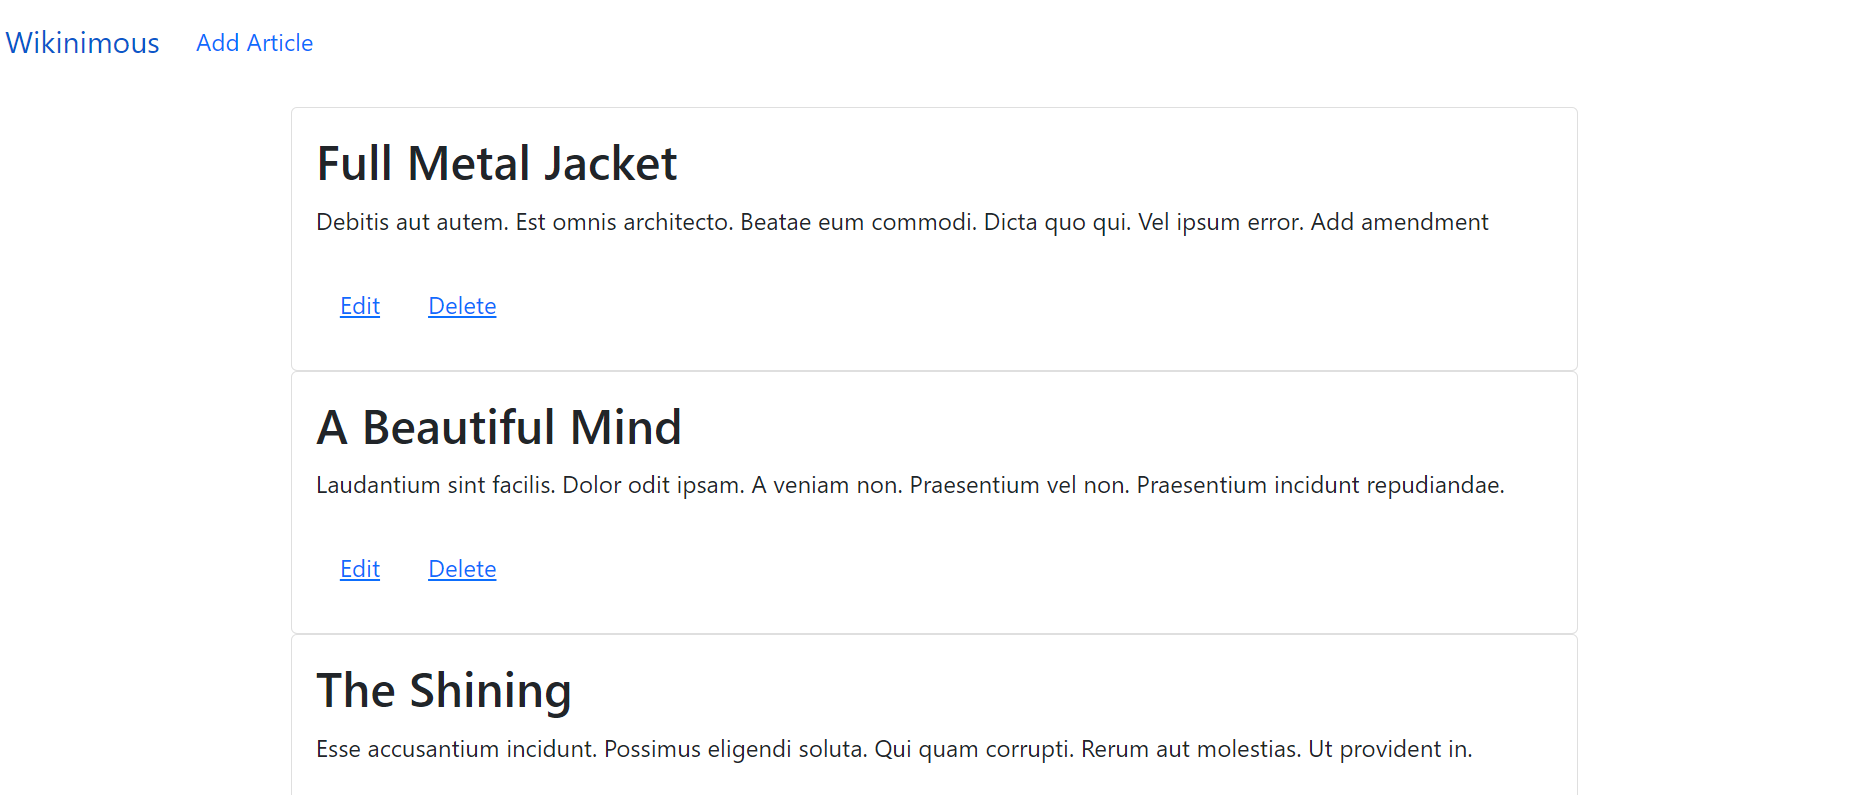 Wikinimous Add Article
Full Metal Jacket
Debitis aut autem. Est omnis architecto. Beatae eum commodi. Dicta quo qui. Vel ipsum error. Add amendment
Edit Delete
A Beautiful Mind
Laudantium sint facilis. Dolor odit ipsam. A veniam non. Praesentium vel non. Praesentium incidunt repudiandae.
Edit Delete
The Shining
Esse accusantium incidunt. Possimus eligendi soluta. Qui quam corrupti. Rerum aut molestias. Ut provident in.